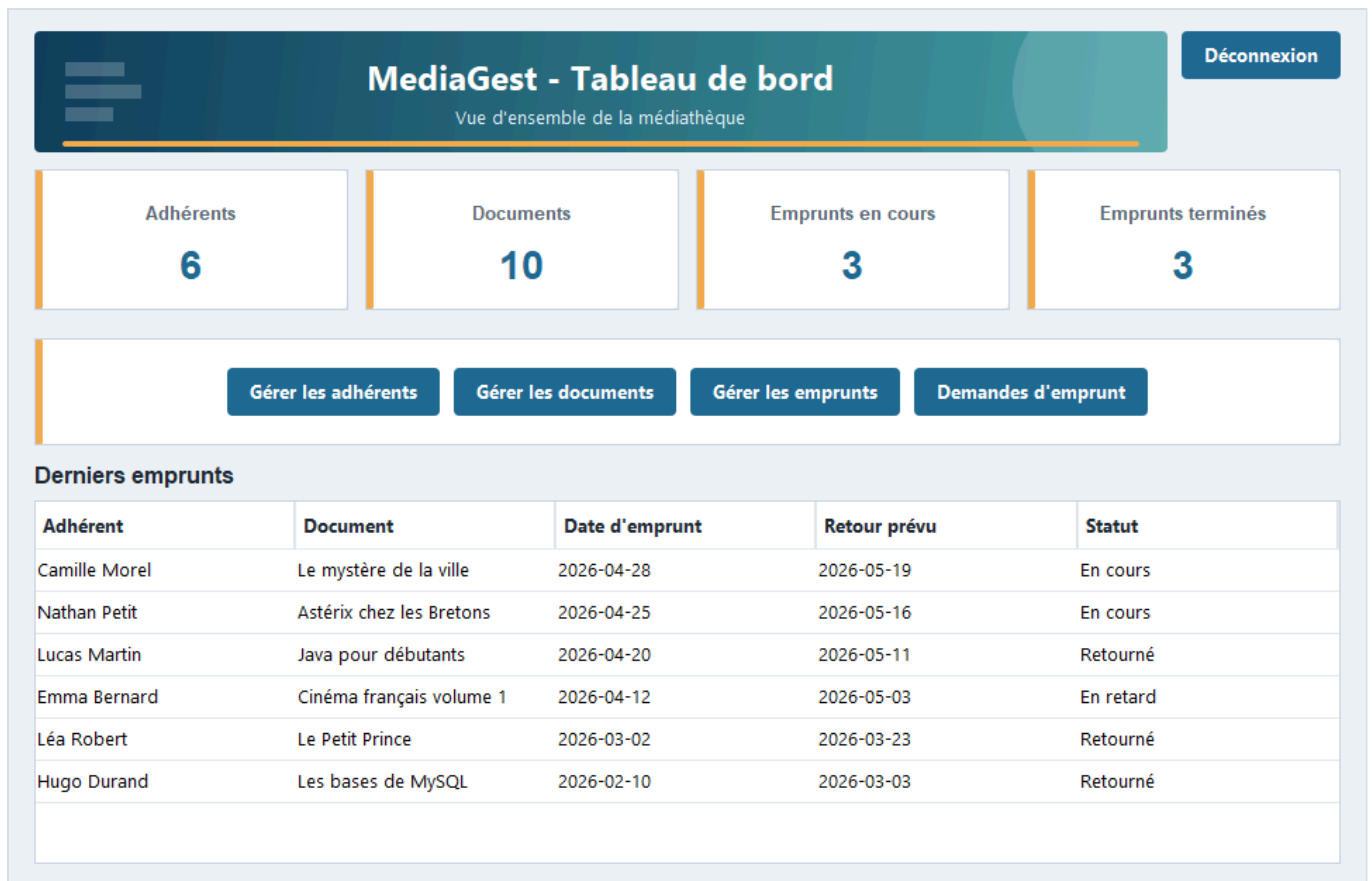 MediaGest - Tableau de bord
Vue d'ensemble de la médiathèque
Déconnexion
Adhérents Documents Emprunts en cours Emprunts terminés
6 10 3 3
Gérer les adhérents Gérer les documents Gérer les emprunts Demandes d'emprunt
Derniers emprunts
Adhérent Document Date d'emprunt Retour prévu Statut
Camille Morel Le mystère de la ville 2026-04-28 2026-05-19 En cours
Nathan Petit Astérix chez les Bretons 2026-04-25 2026-05-16 En cours
Lucas Martin Java pour débutants 2026-04-20 2026-05-11 Retourné
Emma Bernard Cinéma français volume 1 2026-04-12 2026-05-03 En retard
Léa Robert Le Petit Prince 2026-03-02 2026-03-23 Retourné
Hugo Durand Les bases de MySQL 2026-02-10 2026-03-03 Retourné